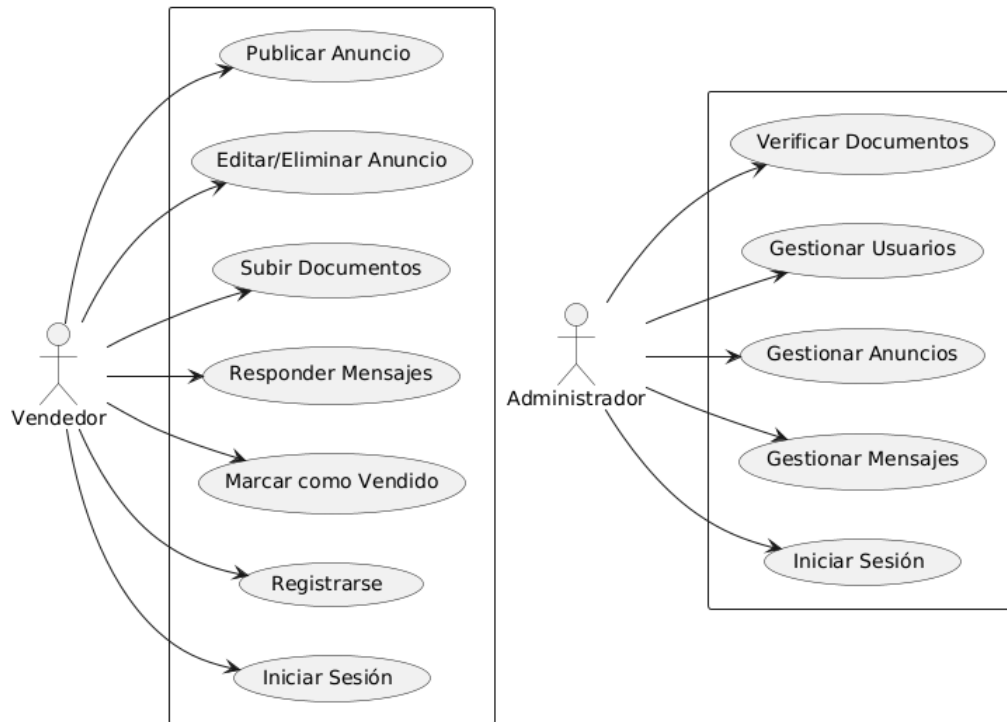 Publicar Anuncio
Editar/Eliminar Anuncio
Subir Documentos
Responder Mensajes
Marcar como Vendido
Registrarse
Iniciar Sesión
Vendedor
Verificar Documentos
Gestionar Usuarios
Gestionar Anuncios
Gestionar Mensajes
Iniciar Sesión
Administrador